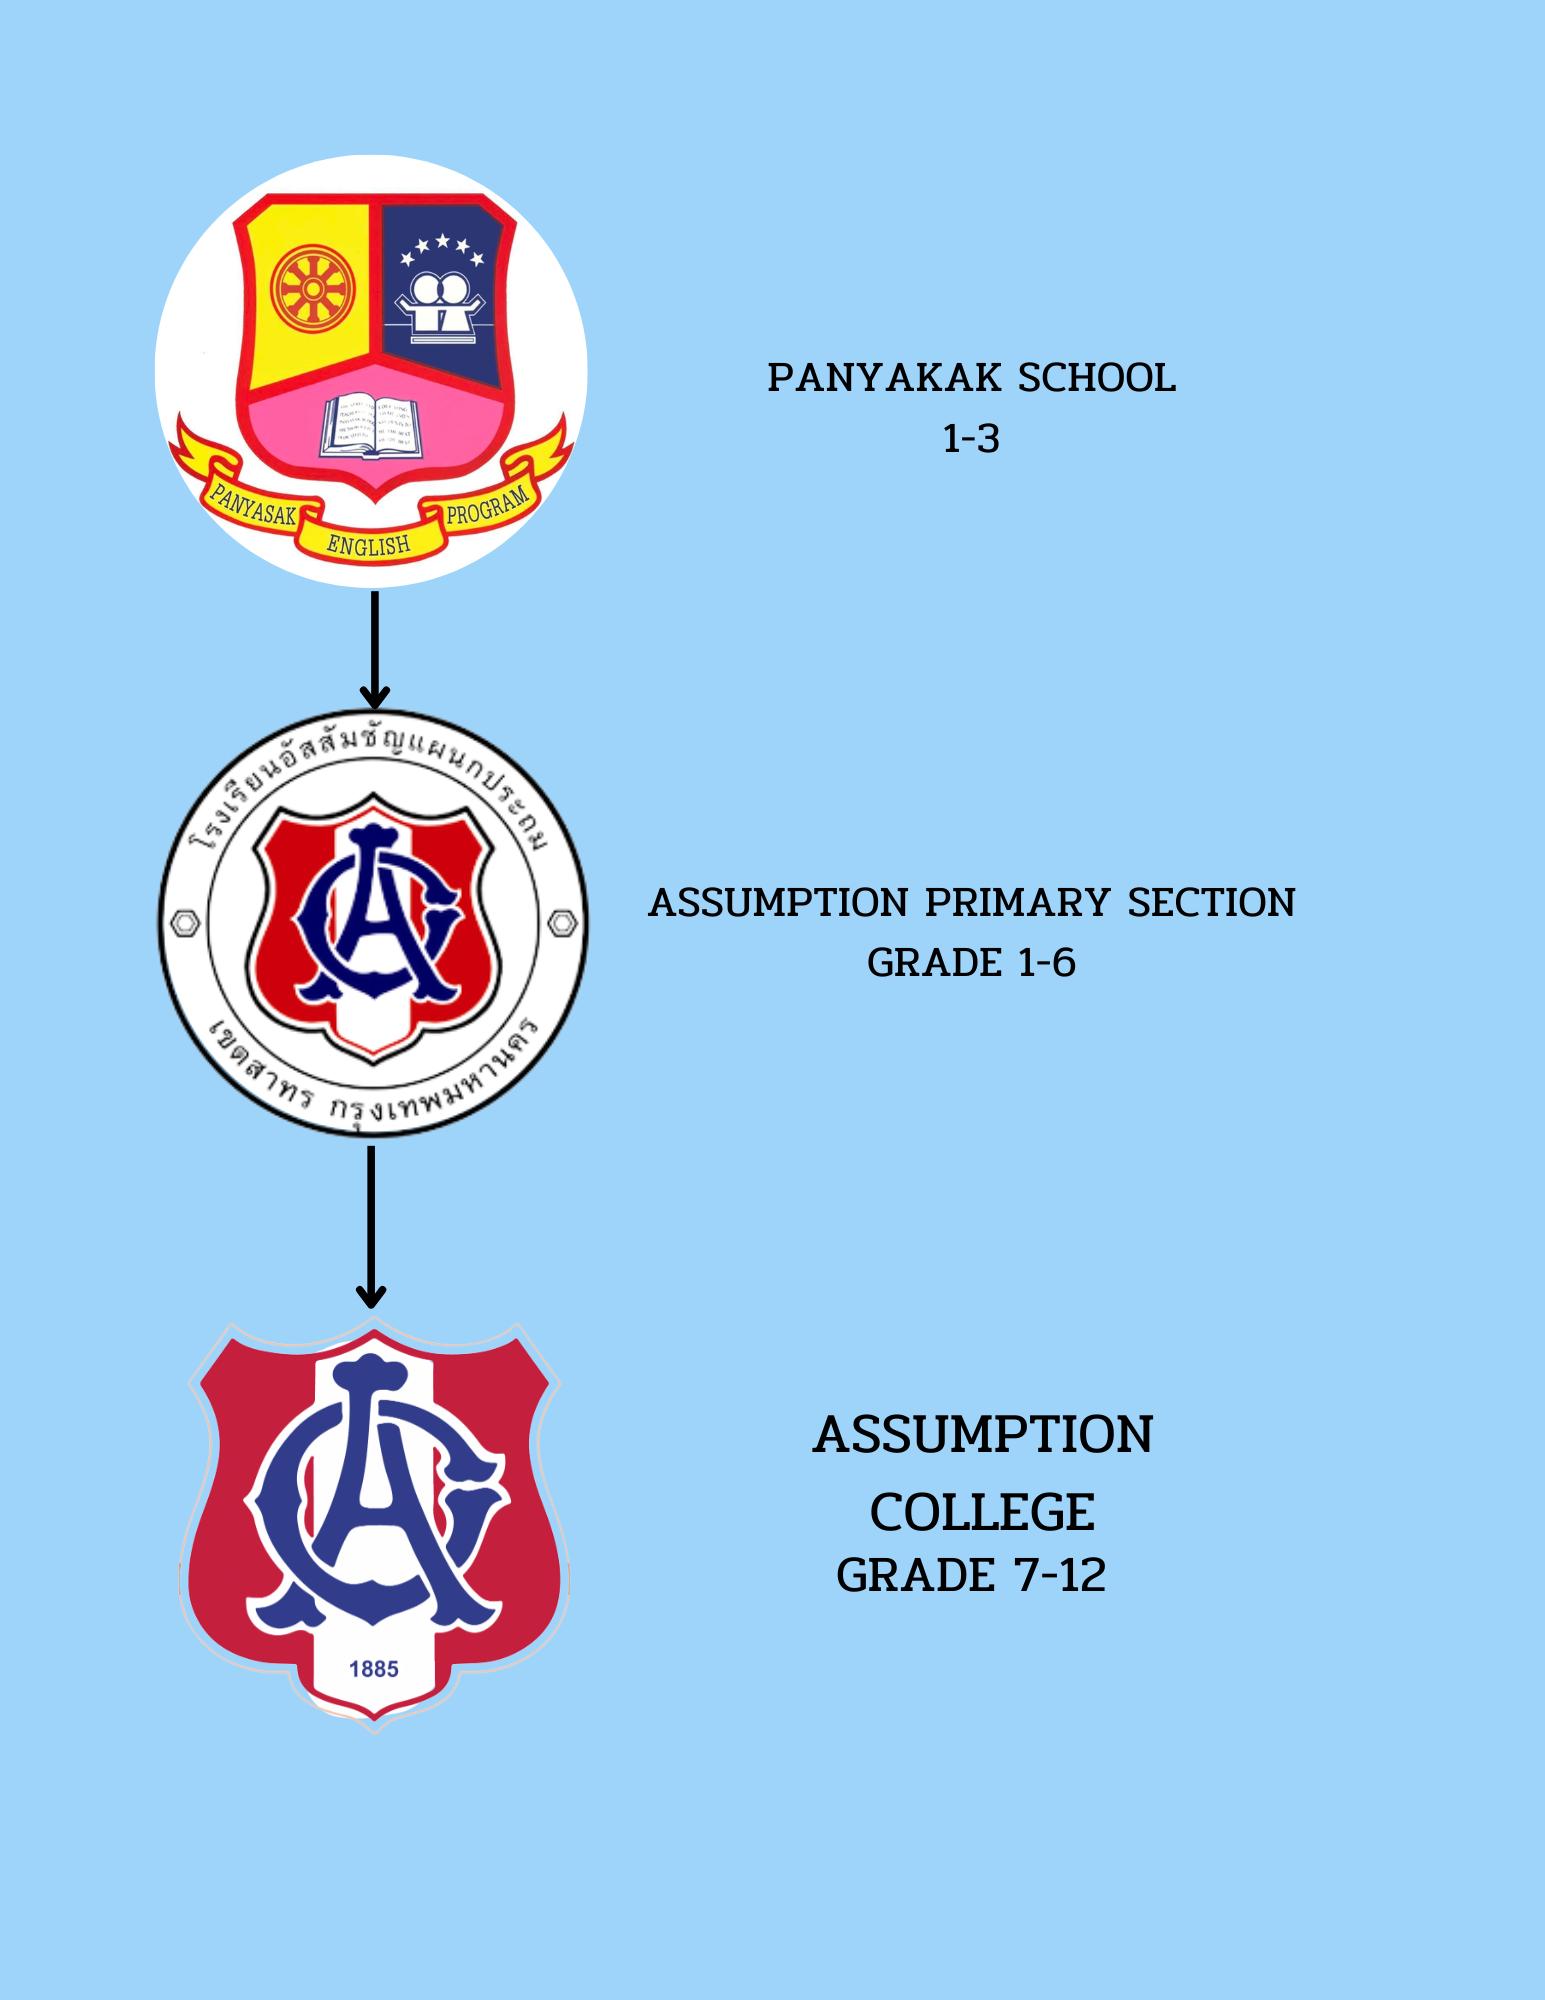 PANYAKAK SCHOOL
1-3
PANYASAK
ENGLISH
PROGRAM
โรงเรียนอัสสัมชัญแผนกประถม
เขตสาทร กรุงเทพมหานคร
ASSUMPTION PRIMARY SECTION
GRADE 1-6
ASSUMPTION
COLLEGE
GRADE 7-12
1885